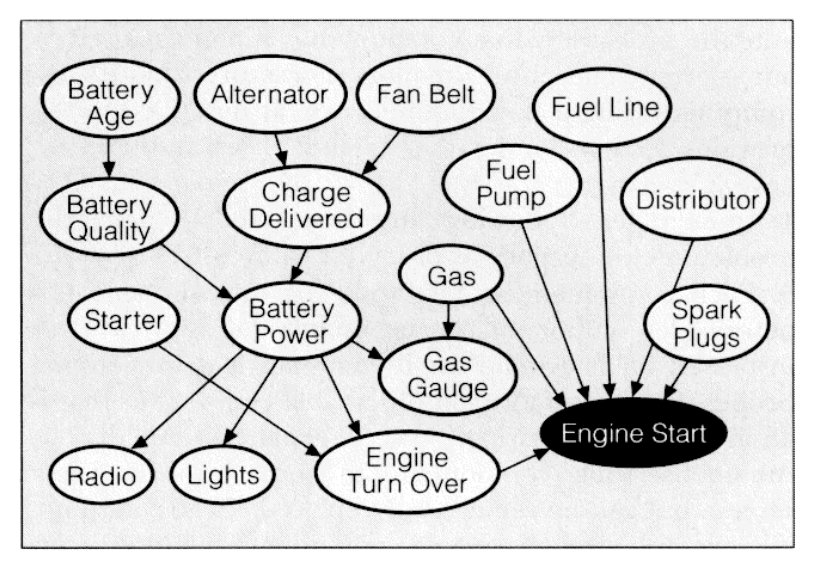 Battery
Age
Alternator
Fan Belt
Fuel Line
Fuel
Pump
Distributor
Battery
Quality
Charge
Delivered
Gas
Starter
Battery
Power
Spark
Plugs
Gas
Gauge
Engine Start
Radio
Lights
Engine
Turn Over